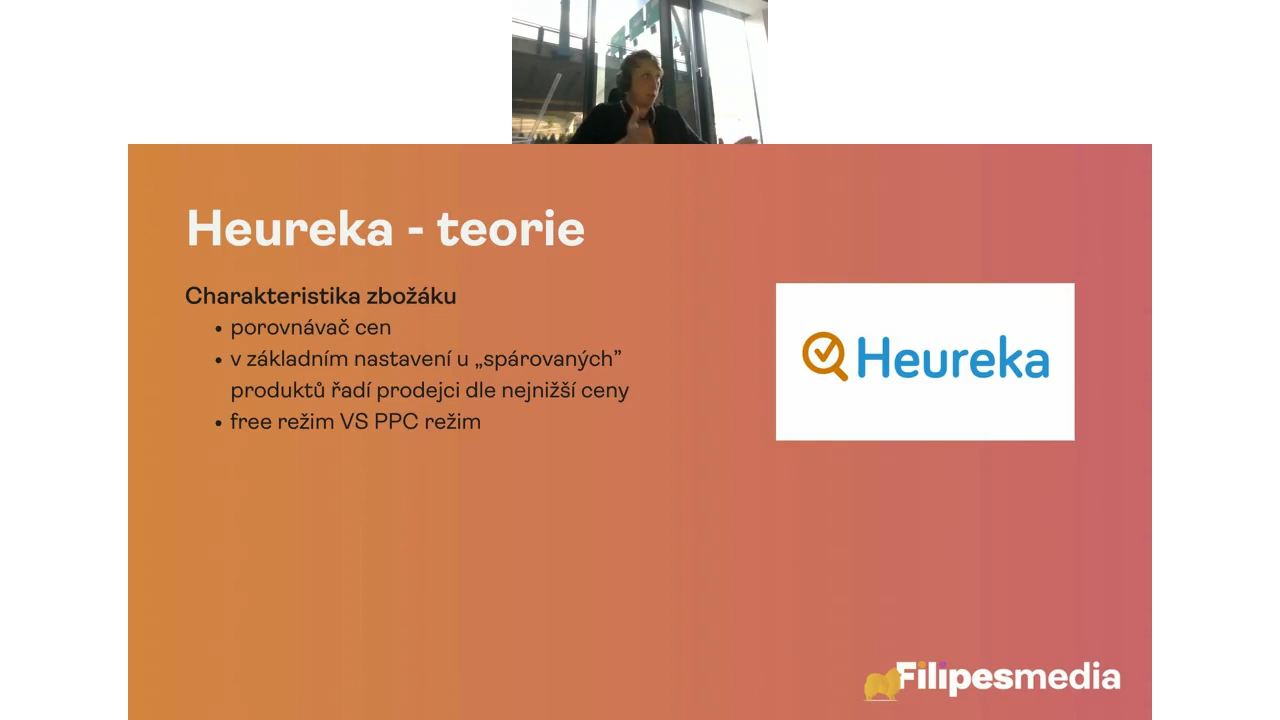 Heureka - teorie
Charakteristika zbožáku
• porovnávač cen
• v základním nastavení u „spárovaných”
produktů řadí prodejci dle nejnižší ceny
• free režim VS PPC režim
Heureka
Filipesmedia